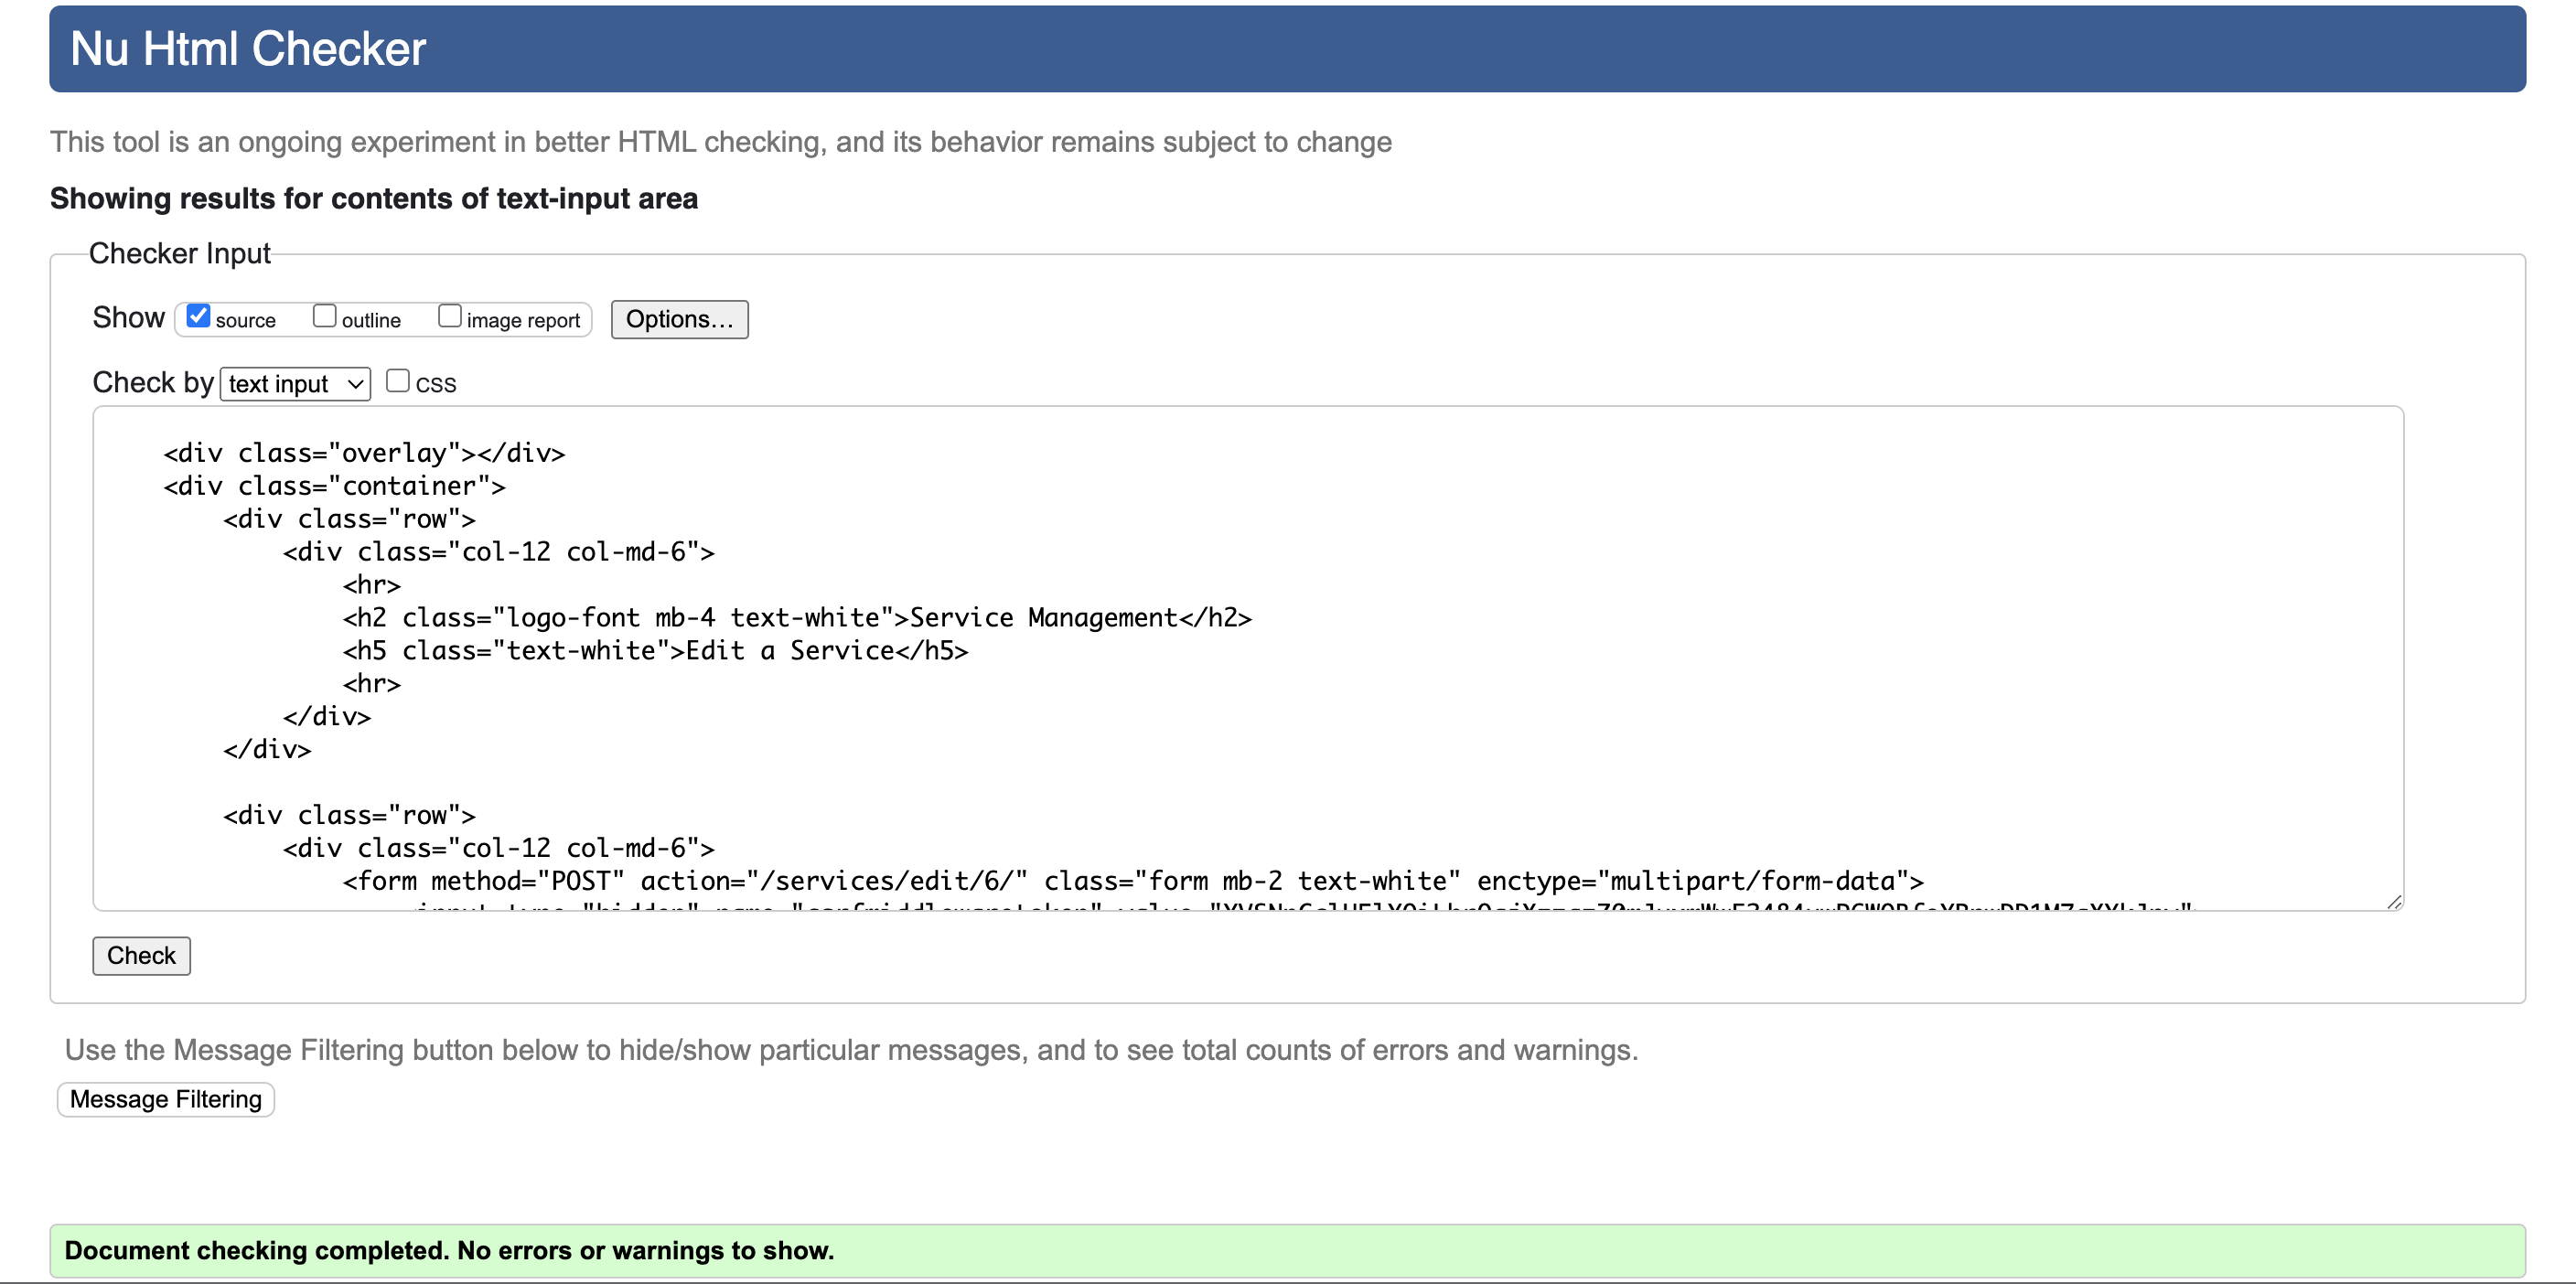 Nu Html Checker
This tool is an ongoing experiment in better HTML checking, and its behavior remains subject to change
Showing results for contents of text-input area
Checker Input
Show source outline image report Options...
Check by text input css
<div class="overlay"></div>
<div class="container">
<div class="row">
<div class="col-12 col-md-6">
<hr>
<h2 class="logo-font mb-4 text-white">Service Management</h2>
<h5 class="text-white">Edit a Service</h5>
<hr>
</div>
</div>
<div class="row">
<div class="col-12 col-md-6">
<form method="POST" action="/services/edit/6/" class="form mb-2 text-white" enctype="multipart/form-data">
Check
Use the Message Filtering button below to hide/show particular messages, and to see total counts of errors and warnings.
Message Filtering
Document checking completed. No errors or warnings to show.